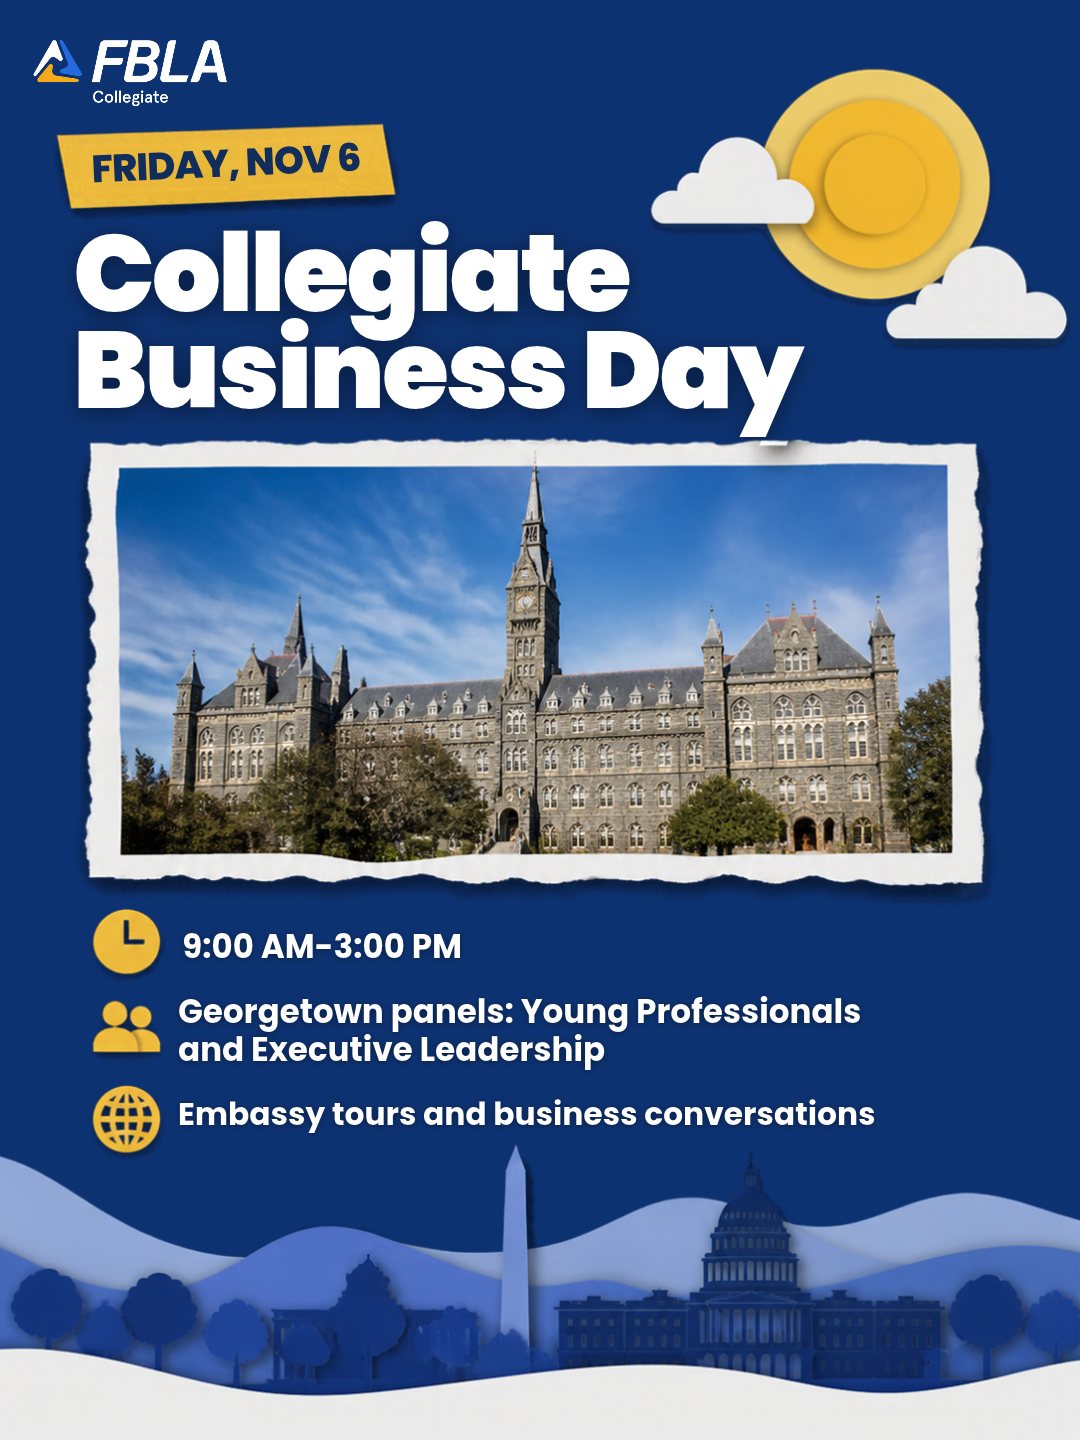 FBLA
Collegiate
FRIDAY, NOV 6
Collegiate
Business Day
9:00 AM–3:00 PM
Georgetown panels: Young Professionals
and Executive Leadership
Embassy tours and business conversations